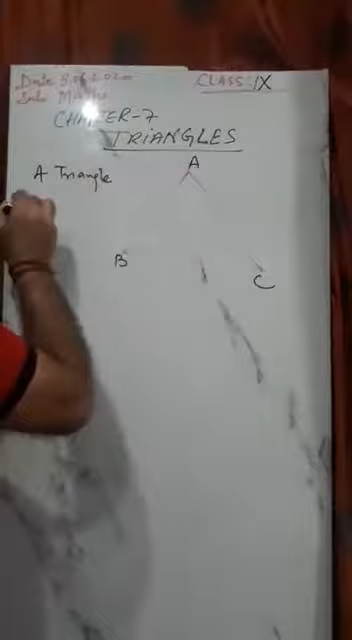 Date 8.06.2020
Sub: Maths
CLASS: IX
CHAPTER-7
TRIANGLES
A Triangle
A
B
C